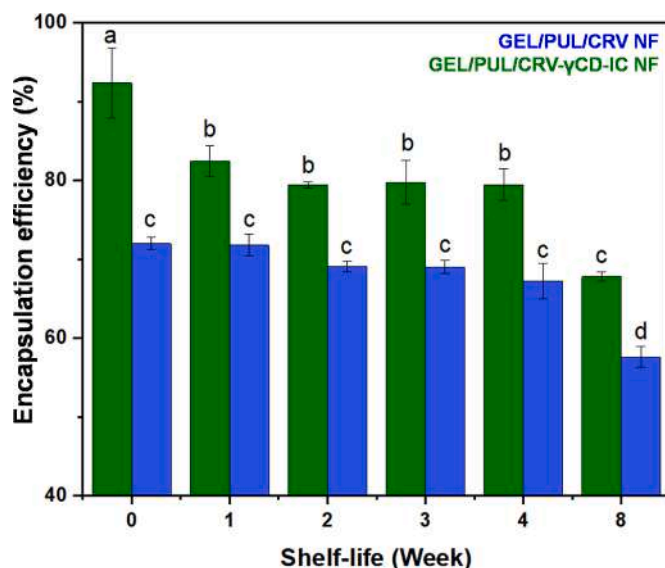 GEL/PUL/CRV NF
GEL/PUL/CRV-γCD-IC NF
Encapsulation efficiency (%)
100
80
60
40
a
c
b
c
b
c
b
c
b
c
c
d
0 1 2 3 4 8
Shelf-life (Week)